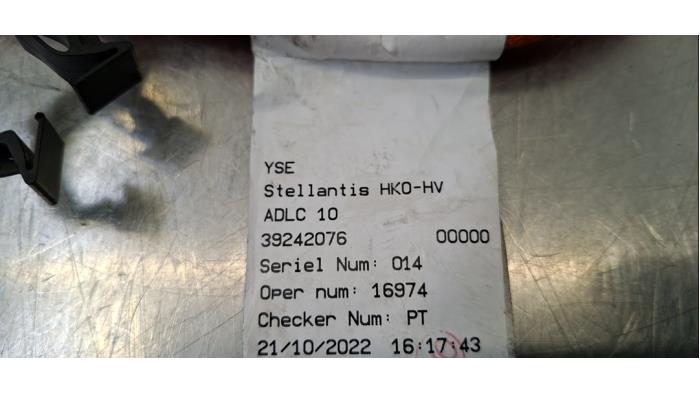 YSE
Stellantis HKO-HV
ADLC 10
39242076 00000
Seriel Num: 014
Oper num: 16974
Checker Num: PT
21/10/2022 16:17:43